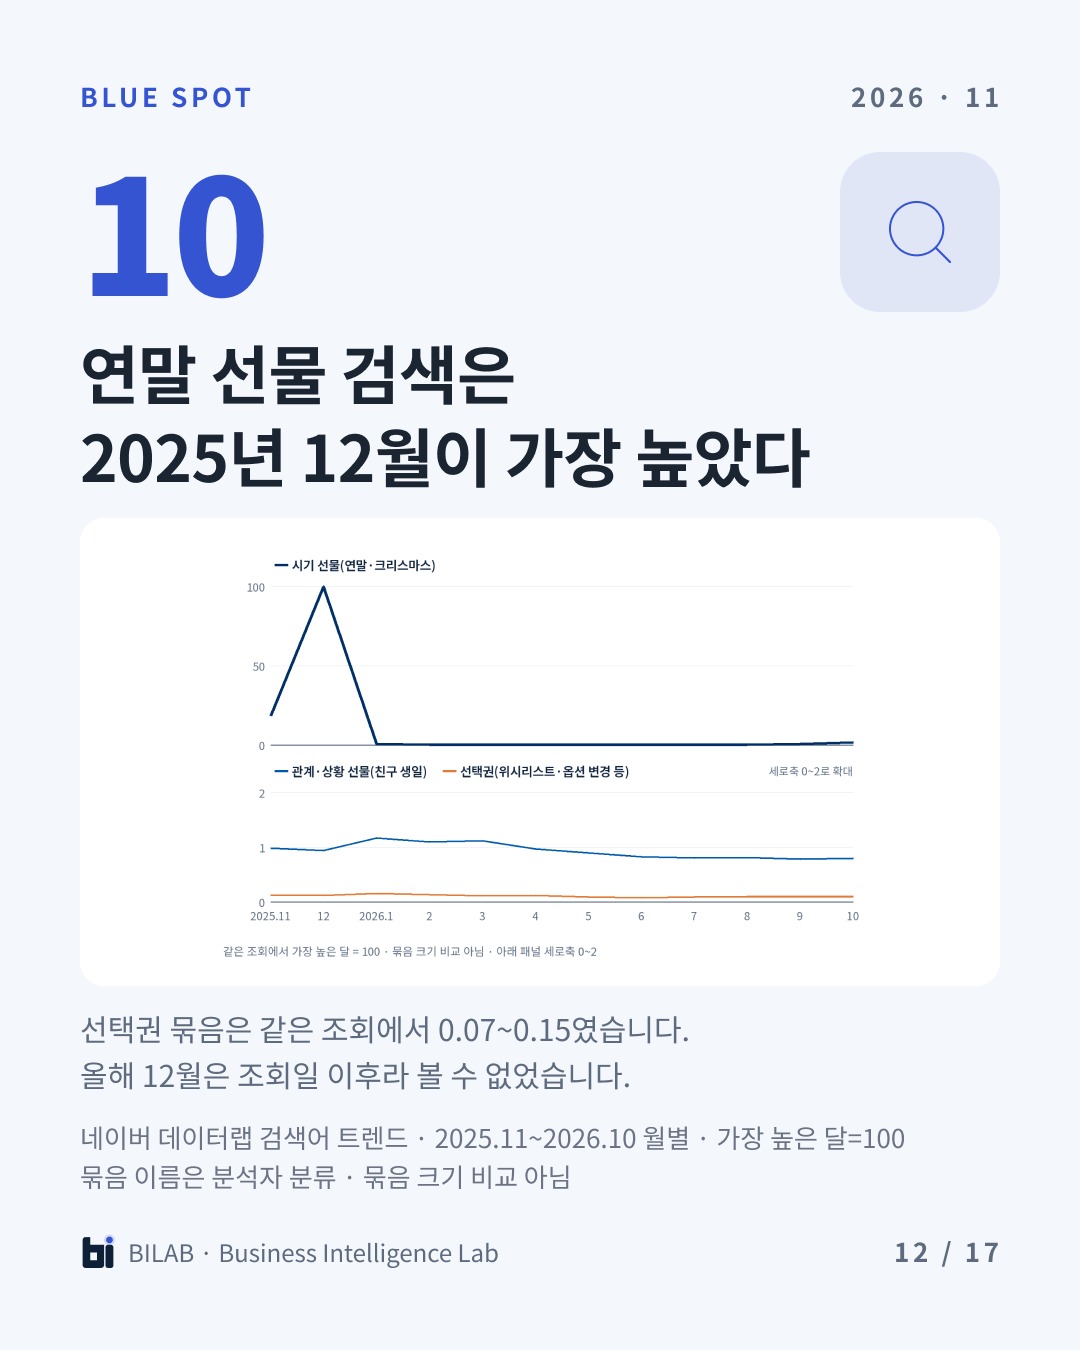 BLUE SPOT
2026 · 11
10
연말 선물 검색은
2025년 12월이 가장 높았다
시기 선물(연말·크리스마스)
100
50
0
관계·상황 선물(친구 생일) 선택권(위시리스트·옵션 변경 등) 세로축 0~2로 확대
2
1
0
2025.11 12 2026.1 2 3 4 5 6 7 8 9 10
같은 조회에서 가장 높은 달 = 100 · 묶음 크기 비교 아님 · 아래 패널 세로축 0~2
선택권 묶음은 같은 조회에서 0.07~0.15였습니다.
올해 12월은 조회일 이후라 볼 수 없었습니다.
네이버 데이터랩 검색어 트렌드 · 2025.11~2026.10 월별 · 가장 높은 달=100
묶음 이름은 분석자 분류 · 묶음 크기 비교 아님
bi BILAB · Business Intelligence Lab
12 / 17